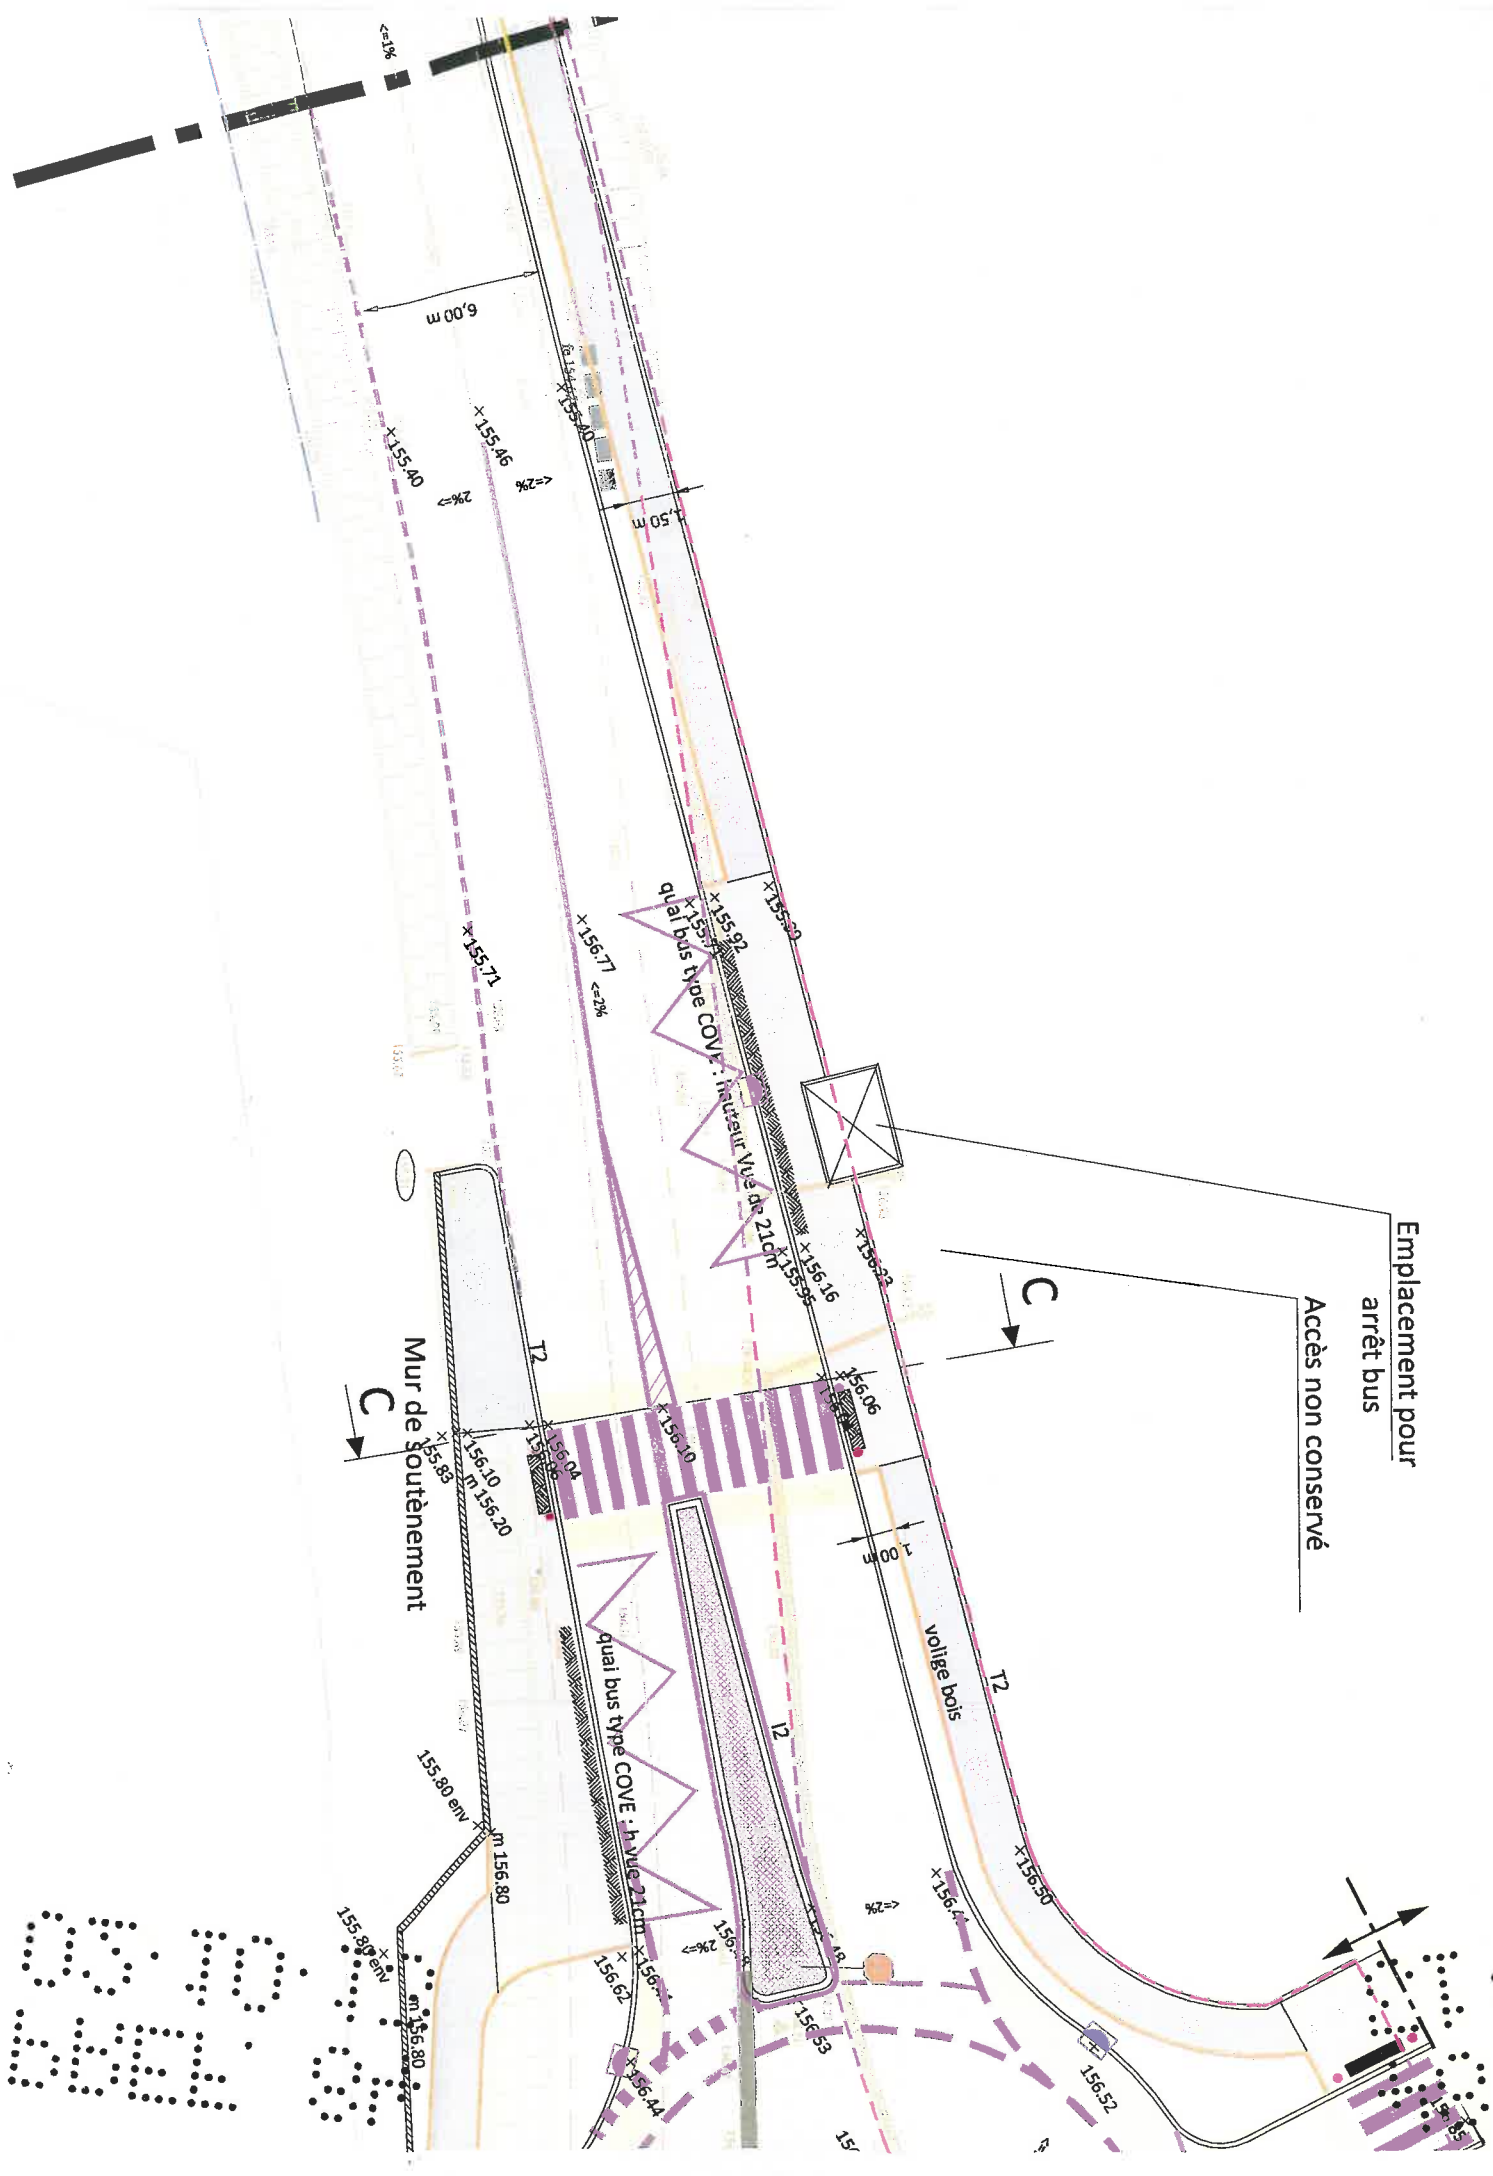 <=1%
6,00 m
×155.40
×155.46
×155.40
2%=>
<=2%
1,50 m
×156.77
<=2%
×155.71
×155.92
quai bus type COVE : hauteur Vue de 21cm
×156.16
×155.95
×156.22
Emplacement pour
arrêt bus
Accès non conservé
C
C
T2
Mur de soutènement
156.06
×156.10
×156.04
×156.06
×156.10
155.83
m 156.20
1,00 m
volige bois
T2
I2
quai bus type COVE : h vue 21cm
155.80 env
m 156.80
155.80 env
m 156.80
×156.50
<=2%
2%=>
156.62
×156.53
×156.44
156.52